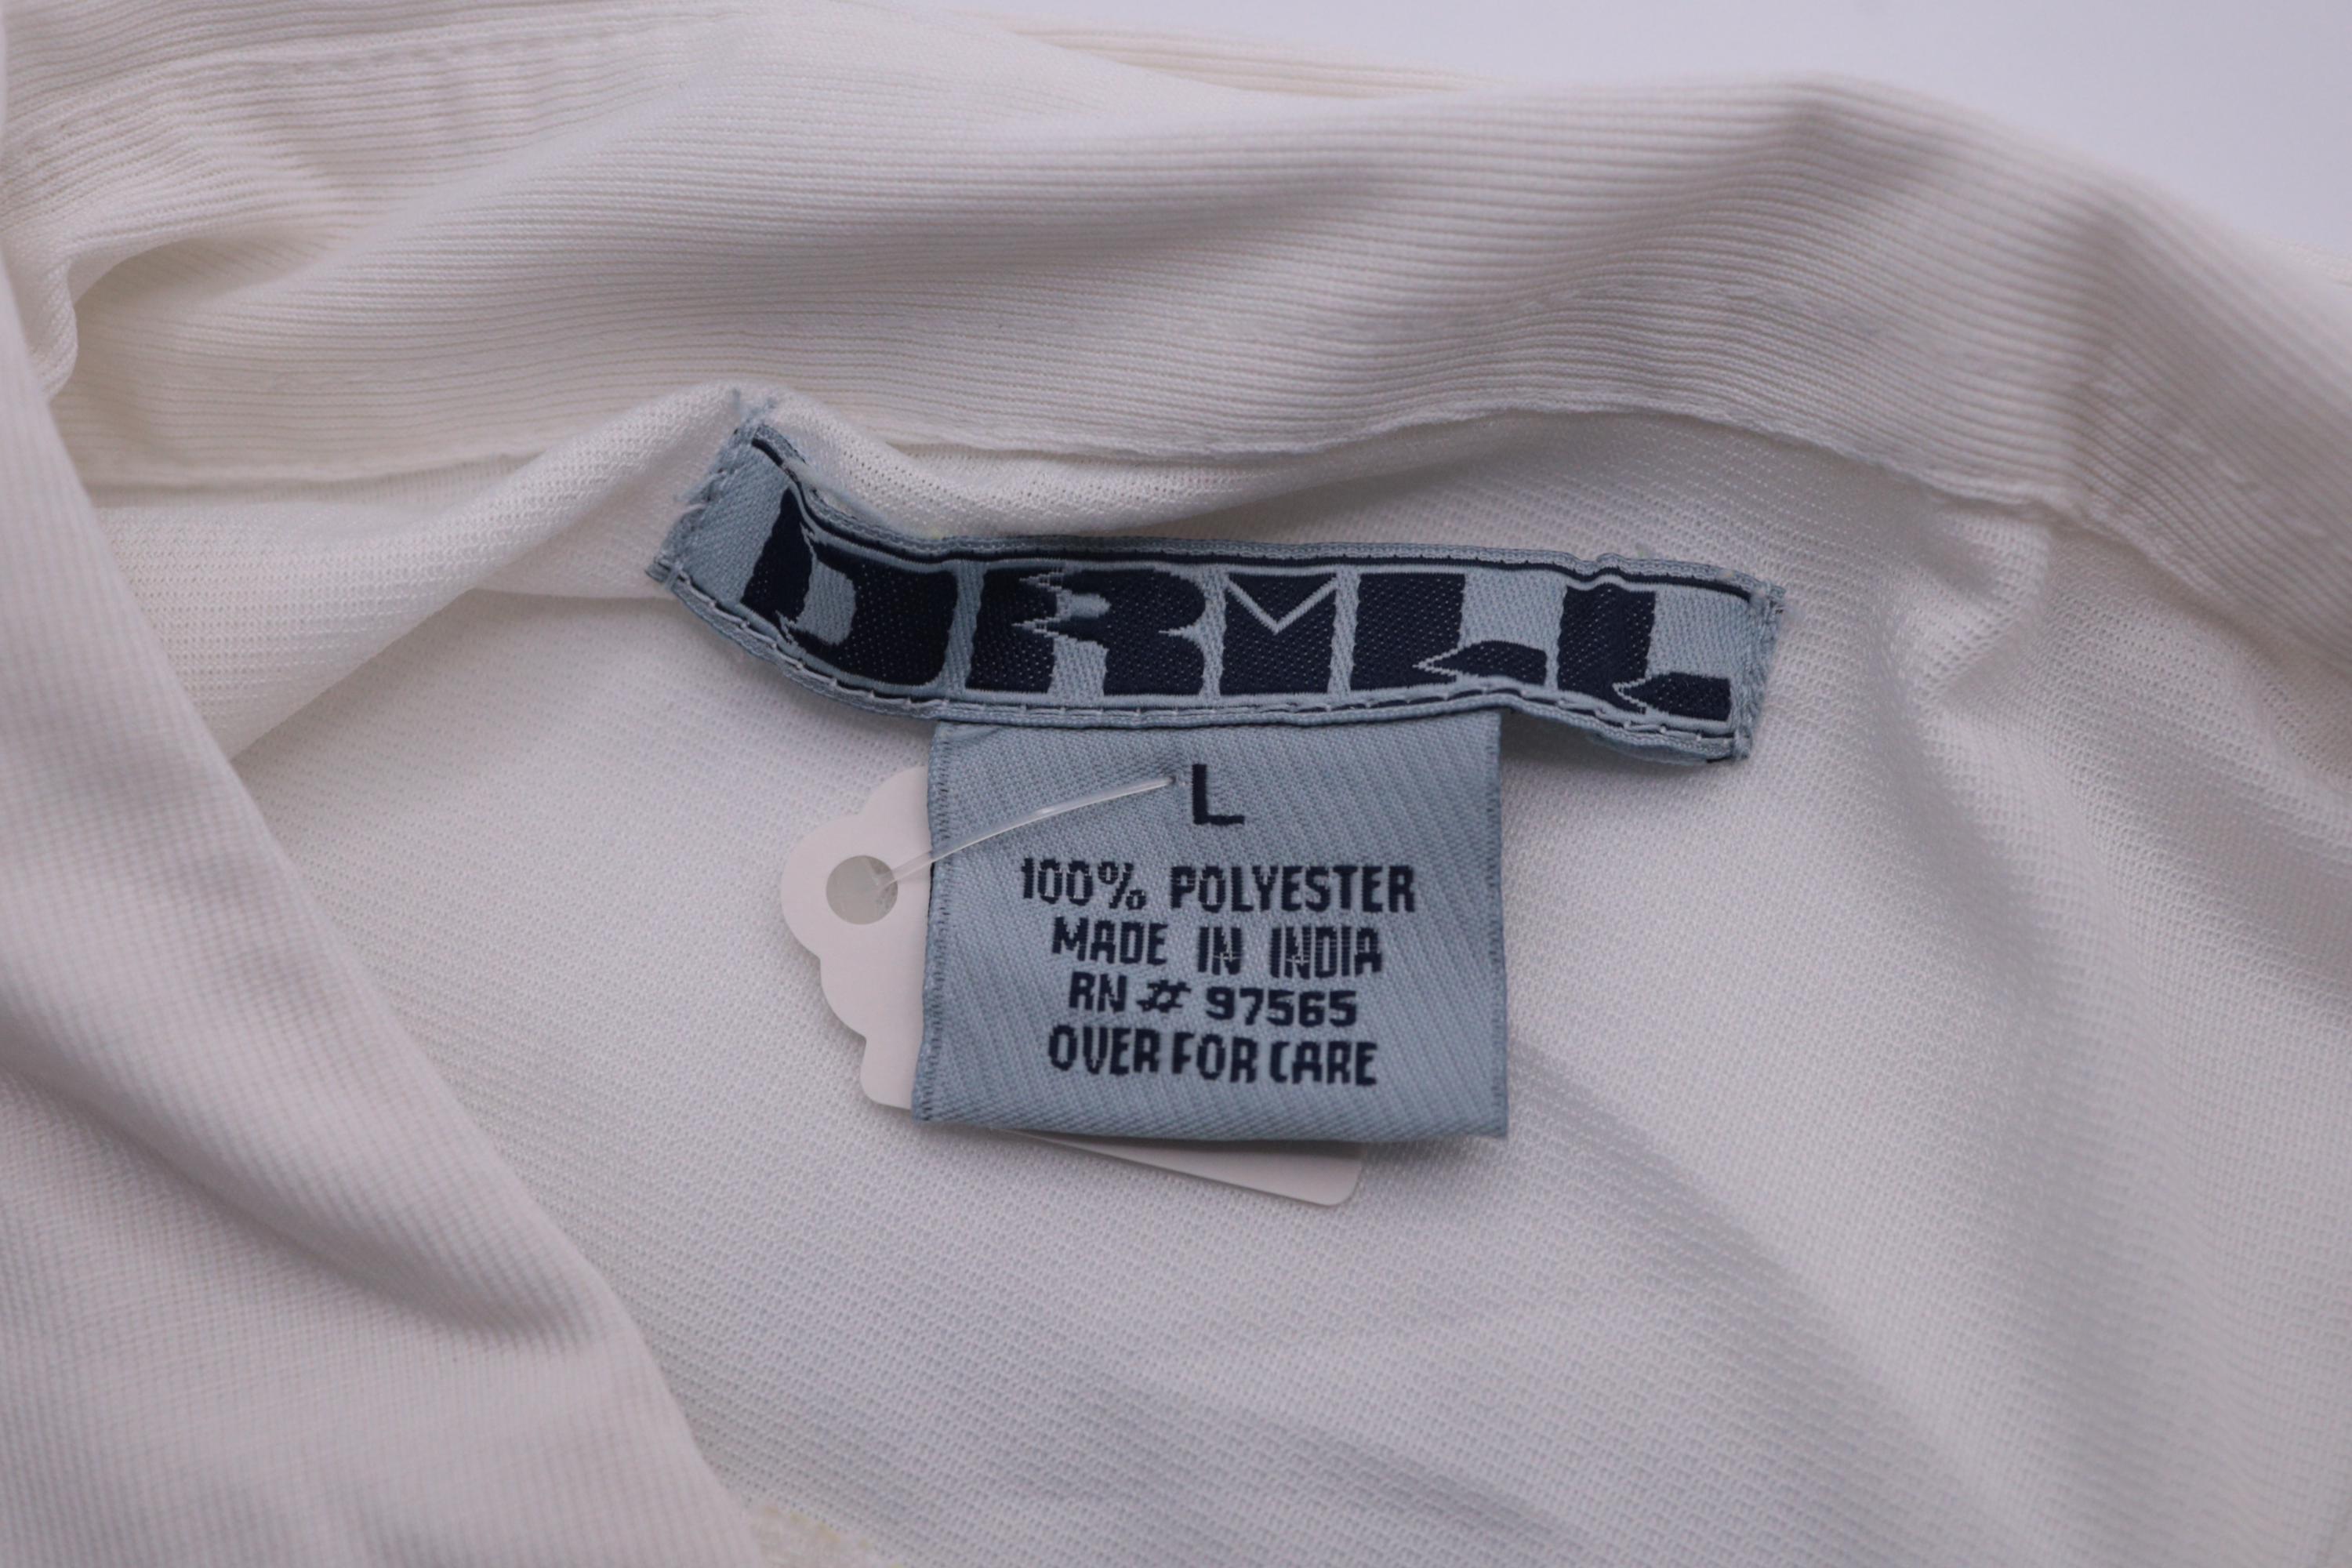 DRILL
L
100% POLYESTER
MADE IN INDIA
RN # 97565
OVER FOR CARE